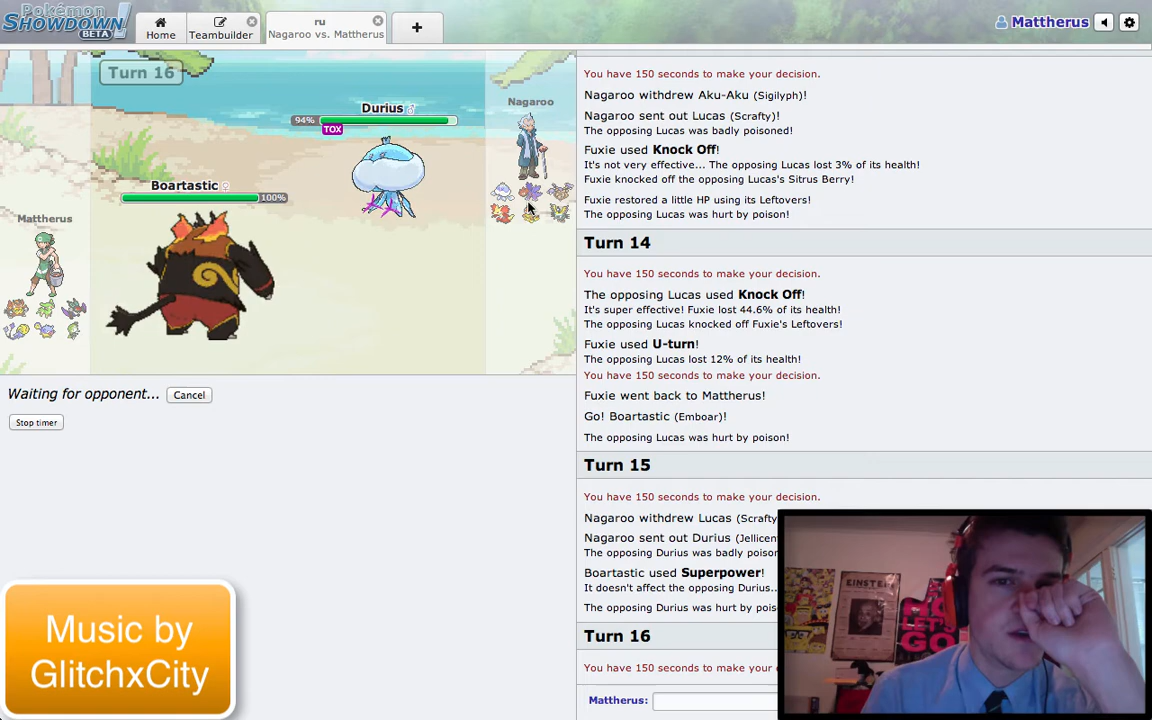 Pokémon
SHOWDOWN!
BETA
Home
Teambuilder
ru
Nagaroo vs. Mattherus
Mattherus
Turn 16
Durius
94%
TOX
Boartastic
100%
Mattherus
Nagaroo
Waiting for opponent...
Cancel
Stop timer
Music by
GlitchxCity
You have 150 seconds to make your decision.
Nagaroo withdrew Aku-Aku (Sigilyph)!
Nagaroo sent out Lucas (Scrafty)!
The opposing Lucas was badly poisoned!
Fuxie used Knock Off!
It's not very effective... The opposing Lucas lost 3% of its health!
Fuxie knocked off the opposing Lucas's Sitrus Berry!
Fuxie restored a little HP using its Leftovers!
The opposing Lucas was hurt by poison!
Turn 14
You have 150 seconds to make your decision.
The opposing Lucas used Knock Off!
It's super effective! Fuxie lost 44.6% of its health!
The opposing Lucas knocked off Fuxie's Leftovers!
Fuxie used U-turn!
The opposing Lucas lost 12% of its health!
You have 150 seconds to make your decision.
Fuxie went back to Mattherus!
Go! Boartastic (Emboar)!
The opposing Lucas was hurt by poison!
Turn 15
You have 150 seconds to make your decision.
Nagaroo withdrew Lucas (Scrafty
Nagaroo sent out Durius (Jellicen
The opposing Durius was badly poison
Boartastic used Superpower!
It doesn't affect the opposing Durius..
The opposing Durius was hurt by pois
Turn 16
You have 150 seconds to make your
Mattherus:
EINSTEIN
LET'S
GO